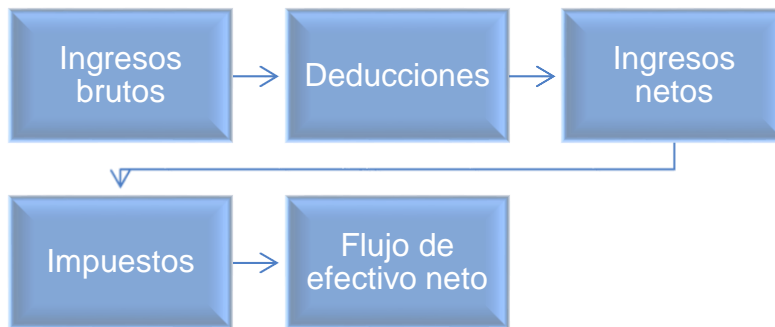 Ingresos
brutos
Deducciones
Ingresos
netos
Impuestos
Flujo de
efectivo neto